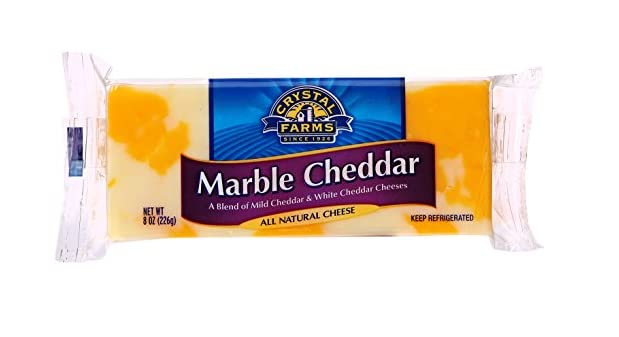 CRYSTAL
FARMS
SINCE 1926
Marble Cheddar
A Blend of Mild Cheddar & White Cheddar Cheeses
ALL NATURAL CHEESE
NET WT
8 OZ (226g)
KEEP REFRIGERATED